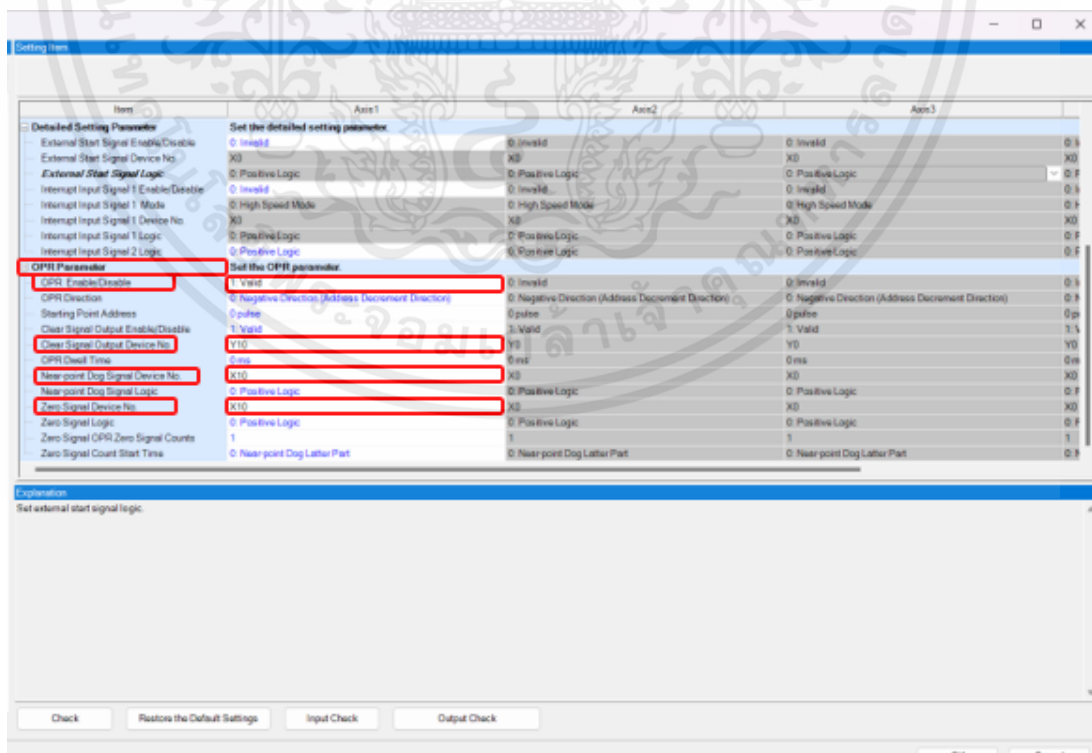 Setting Item
Item Axis1 Axis2 Axis3
Detailed Setting Parameter Set the detailed setting parameter.
External Start Signal Enable/Disable 0: Invalid 0: Invalid 0: Invalid
External Start Signal Device No. X0 X0 X0 X0
External Start Signal Logic 0: Positive Logic 0: Positive Logic 0: Positive Logic
Interrupt Input Signal 1 Enable/Disable 0: Invalid 0: Invalid 0: Invalid
Interrupt Input Signal 1 Mode 0: High Speed Mode 0: High Speed Mode 0: High Speed Mode
Interrupt Input Signal 1 Device No. X0 X0 X0 X0
Interrupt Input Signal 1 Logic 0: Positive Logic 0: Positive Logic 0: Positive Logic
Interrupt Input Signal 2 Logic 0: Positive Logic 0: Positive Logic 0: Positive Logic
OPR Parameter Set the OPR parameter.
OPR Enable/Disable 1: Valid 0: Invalid 0: Invalid
OPR Direction 0: Negative Direction (Address Decrement Direction) 0: Negative Direction (Address Decrement Direction) 0: Negative Direction (Address Decrement Direction)
Starting Point Address 0 pulse 0 pulse 0 pulse
Clear Signal Output Enable/Disable 1: Valid 1: Valid 1: Valid
Clear Signal Output Device No. Y10 Y0 Y0 Y0
OPR Dwell Time 0 ms 0 ms 0 ms
Near-point Dog Signal Device No. X10 X0 X0 X0
Near-point Dog Signal Logic 0: Positive Logic 0: Positive Logic 0: Positive Logic
Zero Signal Device No. X10 X0 X0 X0
Zero Signal Logic 0: Positive Logic 0: Positive Logic 0: Positive Logic
Zero Signal OPR Zero Signal Counts 1 1 1 1
Zero Signal Count Start Time 0: Near-point Dog Latter Part 0: Near-point Dog Latter Part 0: Near-point Dog Latter Part
Explanation
Set external start signal logic.
Check Restore the Default Settings Input Check Output Check